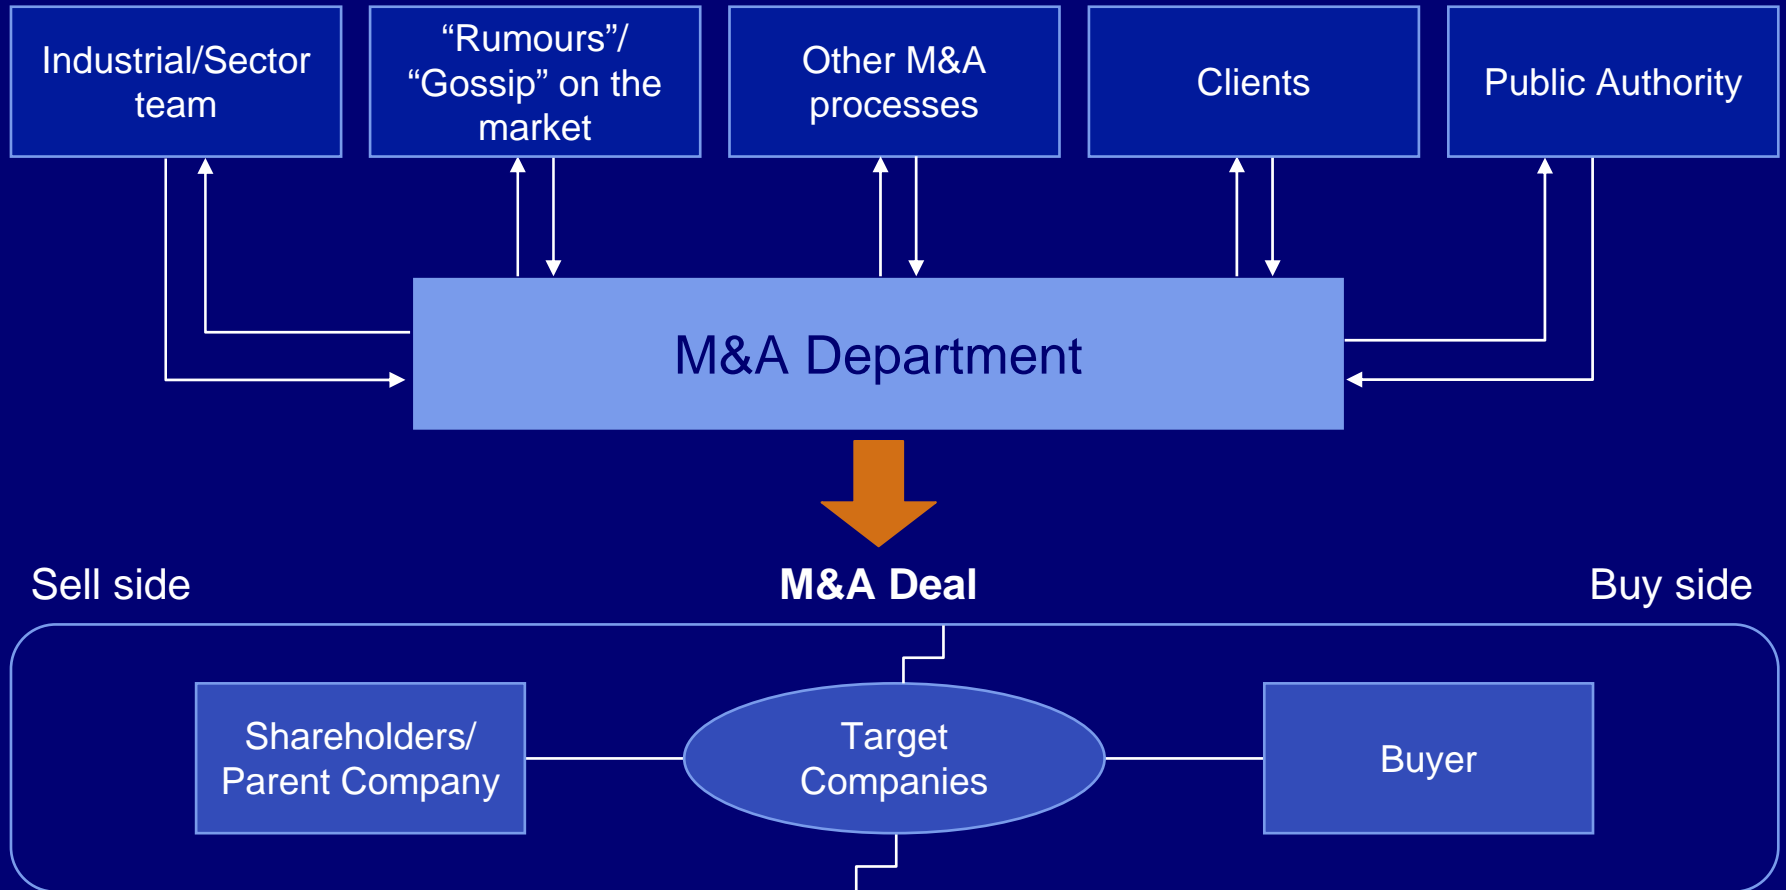 Industrial/Sector
team
“Rumours”/
“Gossip” on the
market
Other M&A
processes
Clients
Public Authority
M&A Department
Sell side
M&A Deal
Buy side
Shareholders/
Parent Company
Target
Companies
Buyer